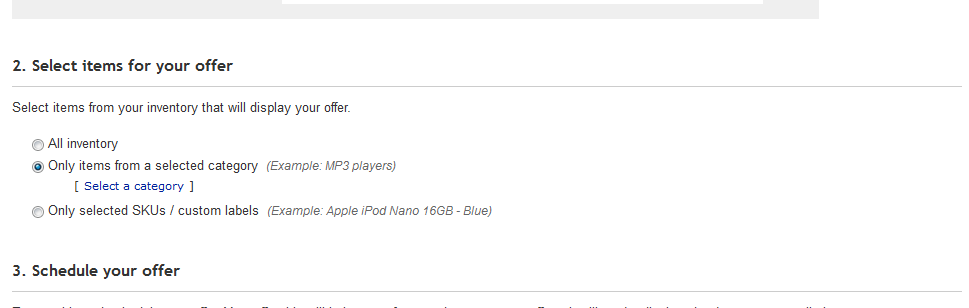 2. Select items for your offer
Select items from your inventory that will display your offer.
All inventory
Only items from a selected category (Example: MP3 players)
[ Select a category ]
Only selected SKUs / custom labels (Example: Apple iPod Nano 16GB - Blue)
3. Schedule your offer